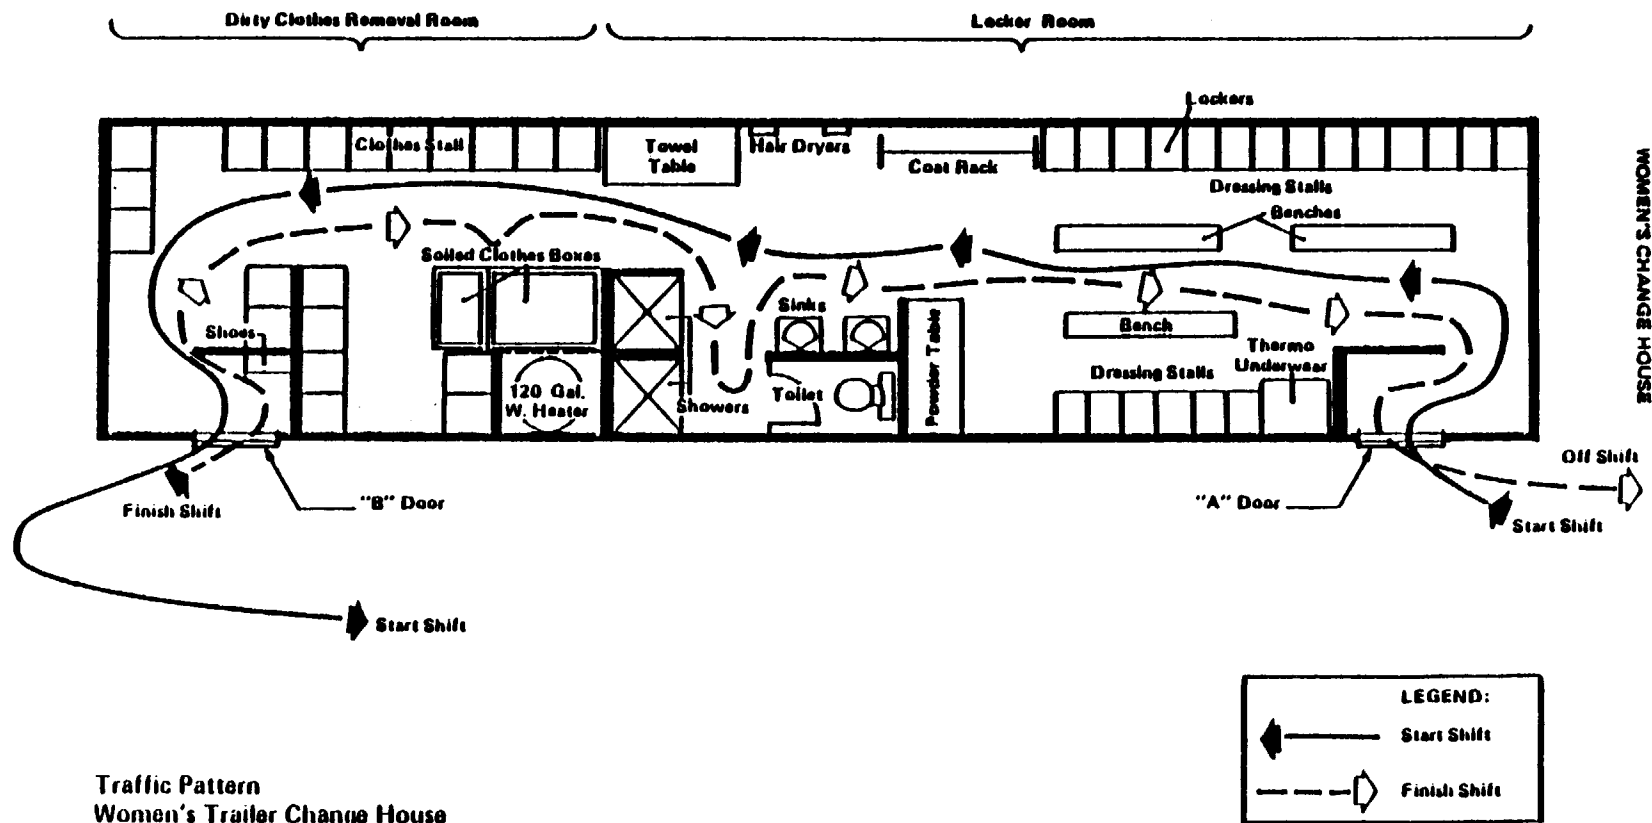 Dirty Clothes Removal Room
Locker Room
Lockers
Clothes Stall
Towel
Table
Hair Dryers
Coat Rack
Dressing Stalls
Benches
Soiled Clothes Boxes
Shoes
Sinks
Bench
Powder Table
Thermo
Underwear
Dressing Stalls
120 Gal.
W. Heater
Showers
Toilet
"B" Door
Finish Shift
"A" Door
Off Shift
Start Shift
Start Shift
WOMEN'S CHANGE HOUSE
LEGEND:
Start Shift
Finish Shift
Traffic Pattern
Women's Trailer Change House